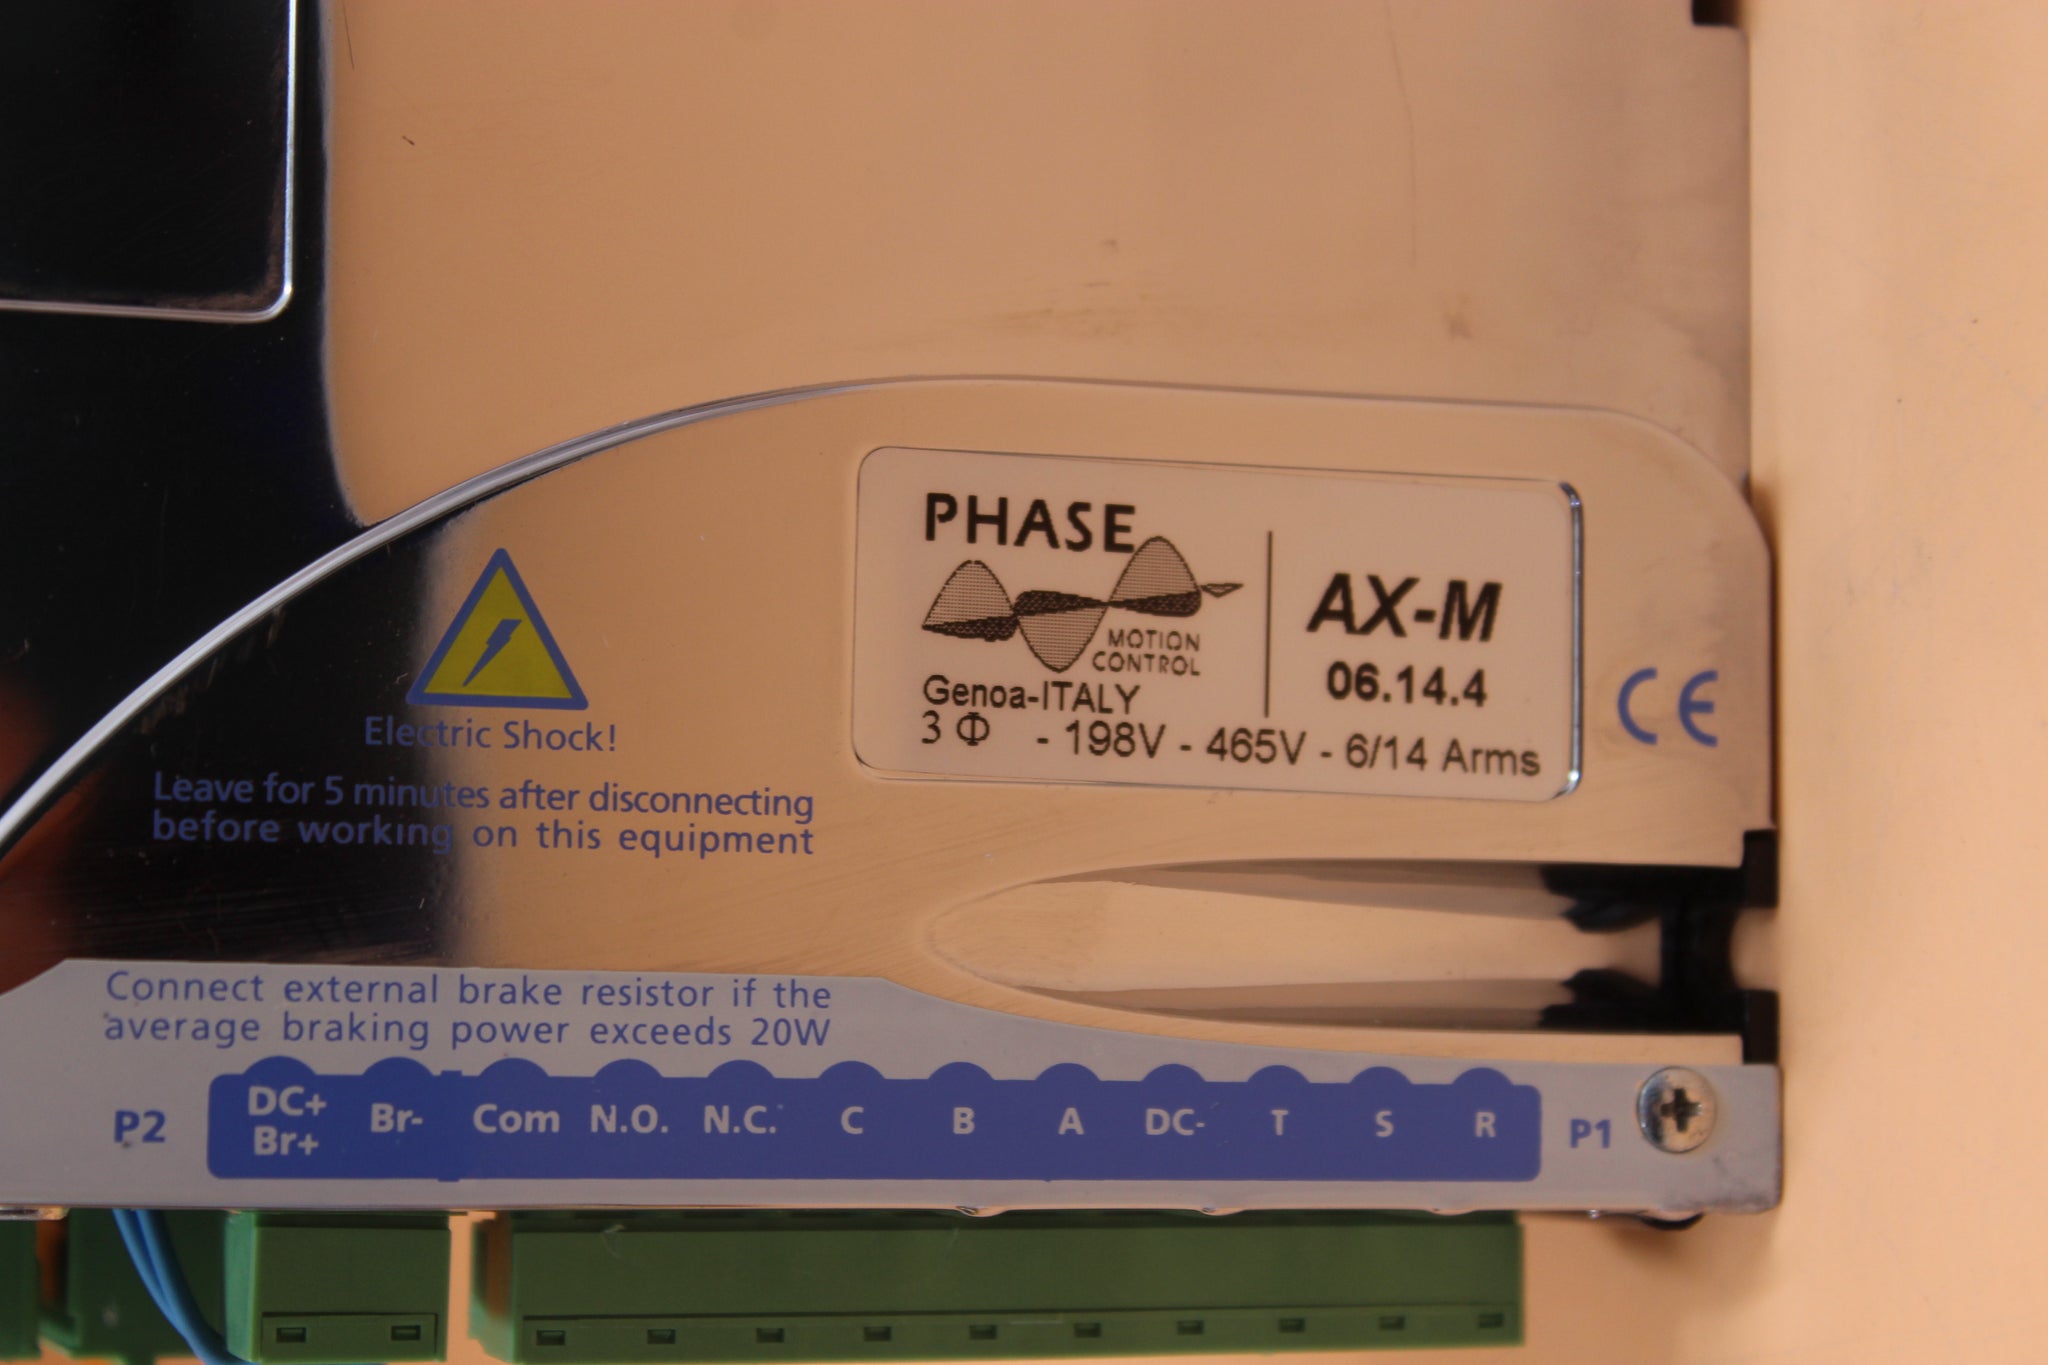 PHASE
MOTION
CONTROL
Genoa-ITALY
AX-M
06.14.4
3 Φ - 198V - 465V - 6/14 Arms
CE
Electric Shock!
Leave for 5 minutes after disconnecting
before working on this equipment
Connect external brake resistor if the
average braking power exceeds 20W
P2 DC+ Br- Com N.O. N.C. C B A DC- T S R P1
Br+